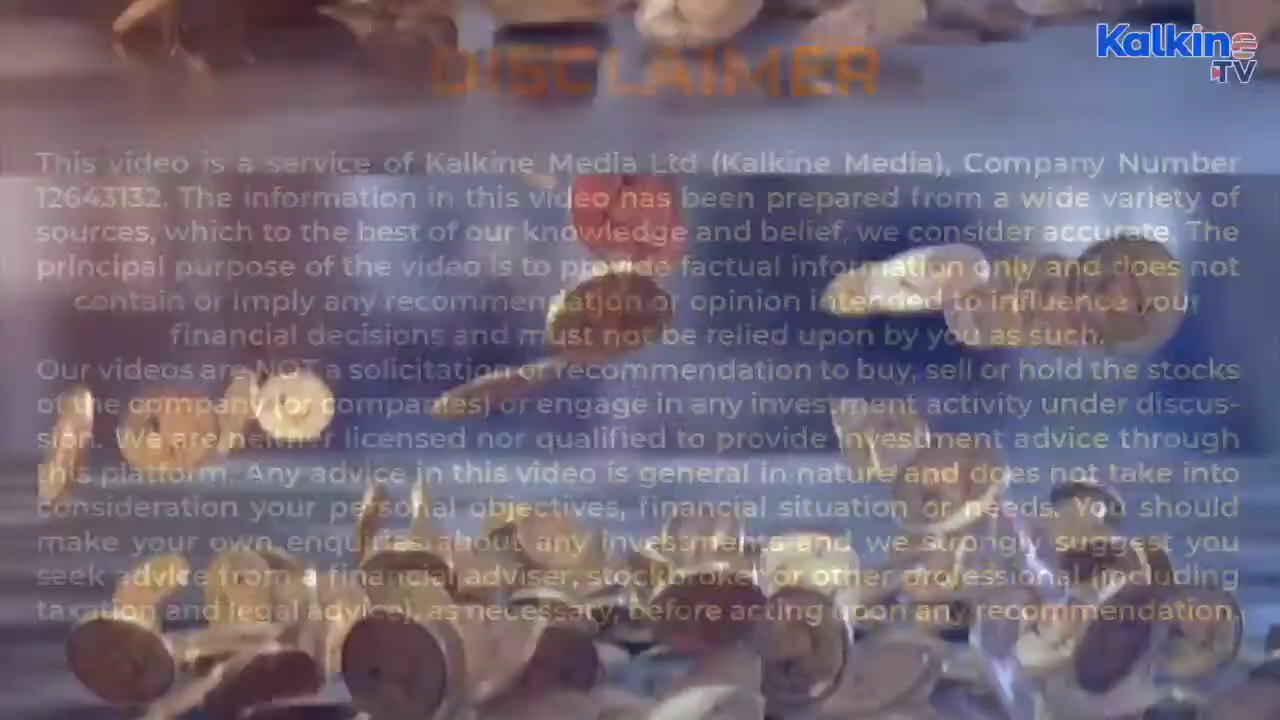 Kalkine
TV
DISCLAIMER
This video is a service of Kalkine Media Ltd (Kalkine Media), Company Number
12643132. The information in this video has been prepared from a wide variety of
sources, which to the best of our knowledge and belief, we consider accurate. The
principal purpose of the video is to provide factual information only and does not
contain or imply any recommendation or opinion intended to influence your
financial decisions and must not be relied upon by you as such.
Our videos are NOT a solicitation or recommendation to buy, sell or hold the stocks
of the company (or companies) or engage in any investment activity under discus-
sion. We are neither licensed nor qualified to provide investment advice through
this platform. Any advice in this video is general in nature and does not take into
consideration your personal objectives, financial situation or needs. You should
make your own enquiries about any investments and we strongly suggest you
seek advice from a financial adviser, stockbroker or other professional (including
taxation and legal advice), as necessary, before acting upon any recommendation.